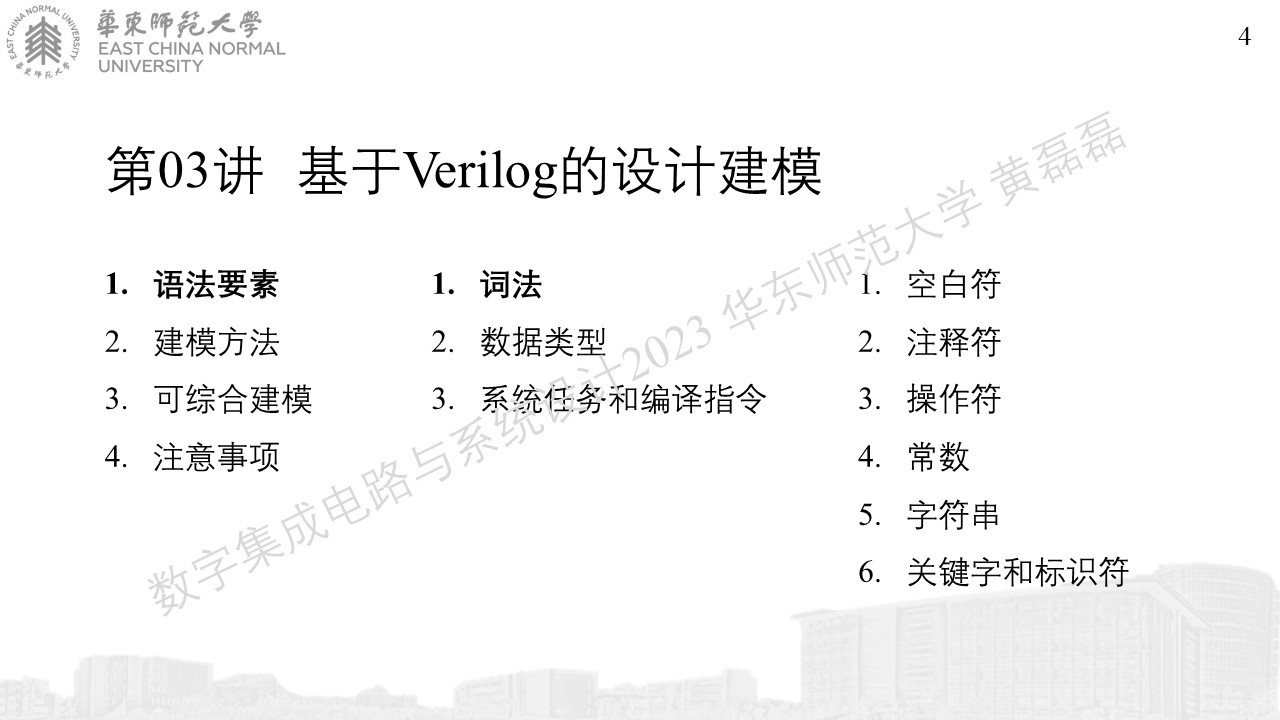 華東師範大學
EAST CHINA NORMAL
UNIVERSITY
EAST CHINA NORMAL UNIVERSITY
華東师范大学
4
第03讲 基于Verilog的设计建模
1. 语法要素
2. 建模方法
3. 可综合建模
4. 注意事项
1. 词法
2. 数据类型
3. 系统任务和编译指令
1. 空白符
2. 注释符
3. 操作符
4. 常数
5. 字符串
6. 关键字和标识符
数字集成电路与系统设计2023 华东师范大学 黄磊磊